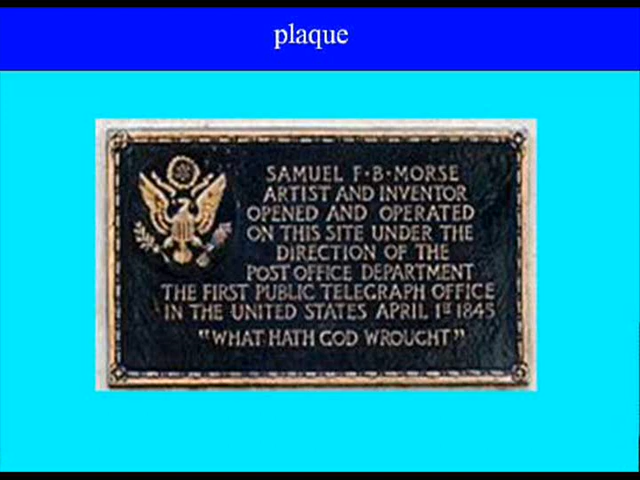 plaque
SAMUEL F·B·MORSE
ARTIST AND INVENTOR
OPENED AND OPERATED
ON THIS SITE UNDER THE
DIRECTION OF THE
POST OFFICE DEPARTMENT
THE FIRST PUBLIC TELEGRAPH OFFICE
IN THE UNITED STATES APRIL 1ST 1845
"WHAT HATH GOD WROUGHT"